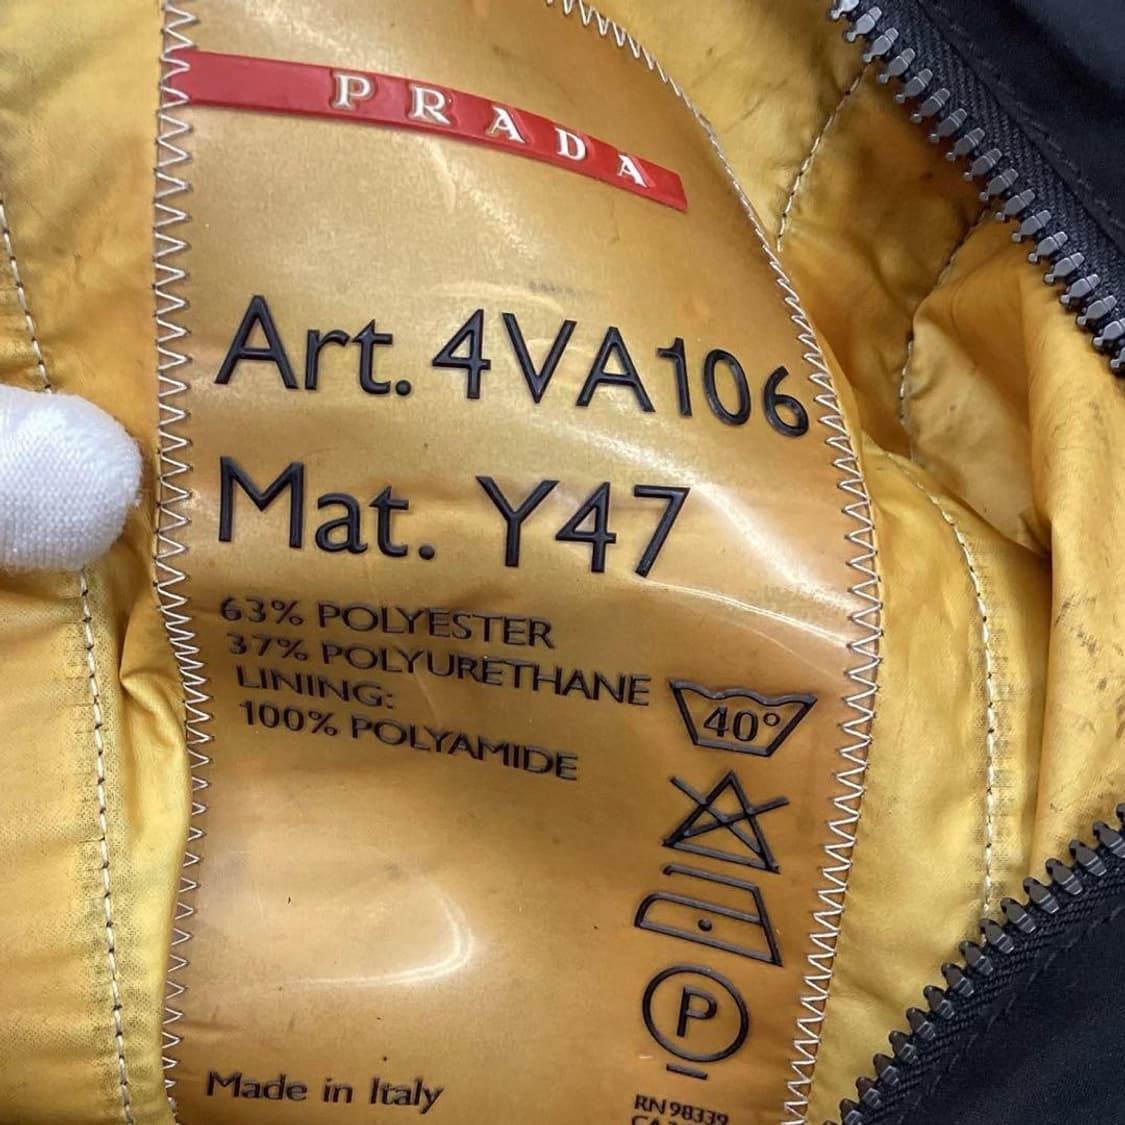 PRADA
Art. 4VA106
Mat. Y47
63% POLYESTER
37% POLYURETHANE
LINING:
100% POLYAMIDE
40°
P
Made in Italy
RN 98339